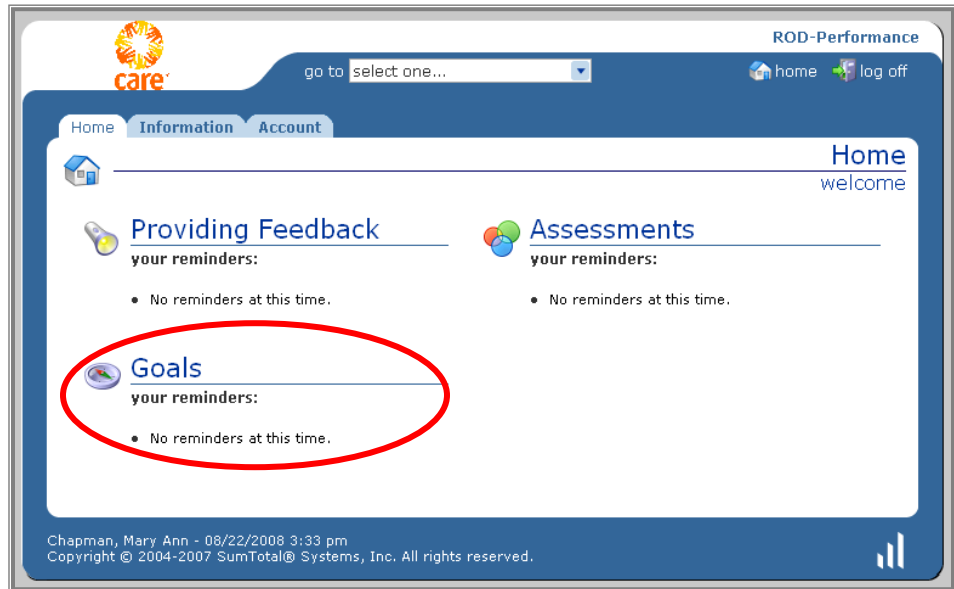 ROD-Performance
care
go to select one...
home log off
Home Information Account
Home
welcome
Providing Feedback
your reminders:
• No reminders at this time.
Assessments
your reminders:
• No reminders at this time.
Goals
your reminders:
• No reminders at this time.
Chapman, Mary Ann - 08/22/2008 3:33 pm
Copyright © 2004-2007 SumTotal® Systems, Inc. All rights reserved.